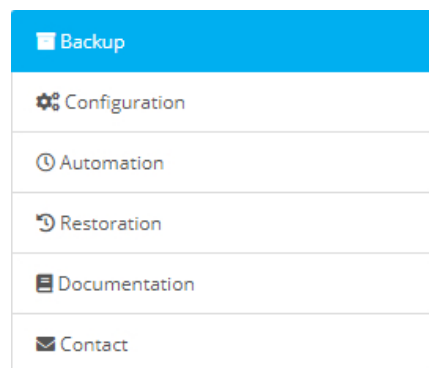 Backup
Configuration
Automation
Restoration
Documentation
Contact